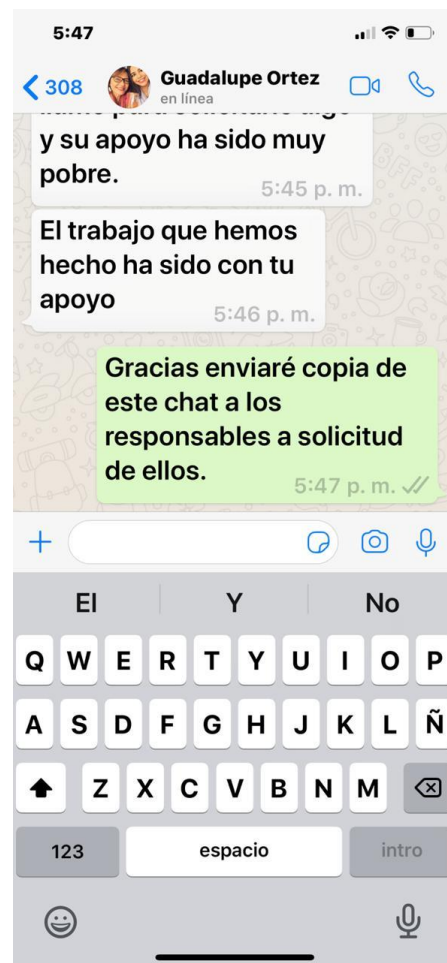 5:47
308
Guadalupe Ortez
en línea
y su apoyo ha sido muy
pobre.
5:45 p. m.
El trabajo que hemos
hecho ha sido con tu
apoyo
5:46 p. m.
Gracias enviaré copia de
este chat a los
responsables a solicitud
de ellos.
5:47 p. m.
El Y No
Q W E R T Y U I O P
A S D F G H J K L Ñ
Z X C V B N M
123 espacio intro